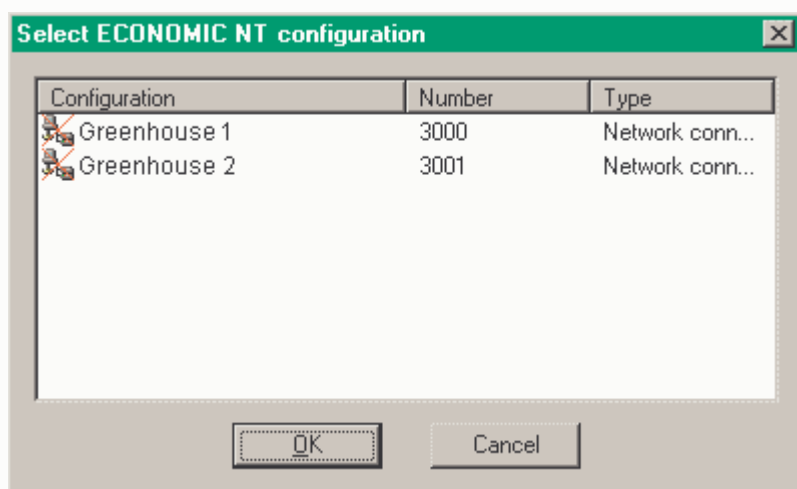 Select ECONOMIC NT configuration
Configuration Number Type
Greenhouse 1 3000 Network conn...
Greenhouse 2 3001 Network conn...
OK Cancel